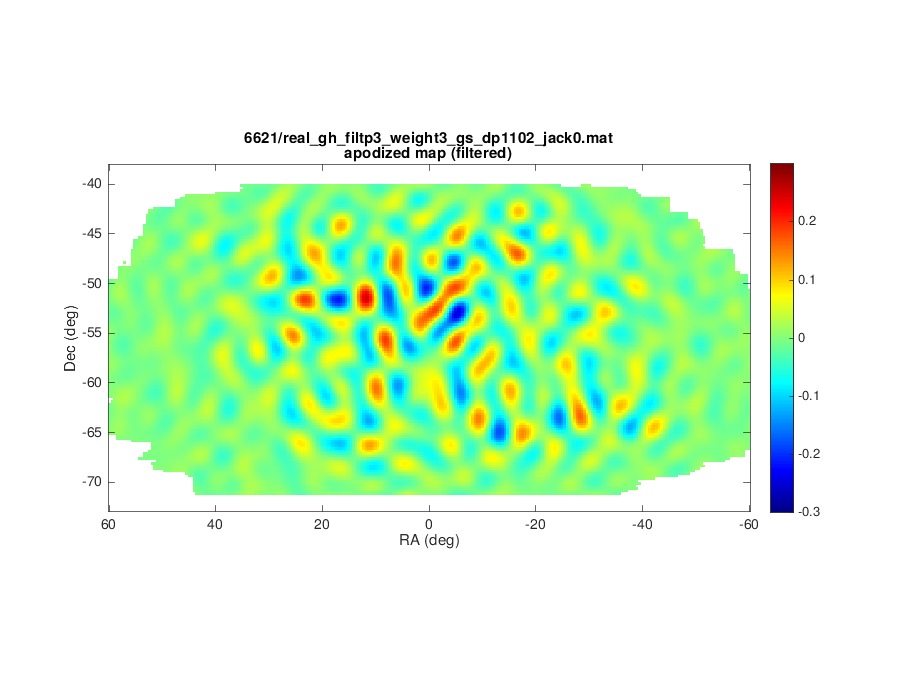 6621/real_gh_filtp3_weight3_gs_dp1102_jack0.mat
apodized map (filtered)
-40
-45
-50
-55
-60
-65
-70
Dec (deg)
60 40 20 0 -20 -40 -60
RA (deg)
0.2
0.1
0
-0.1
-0.2
-0.3